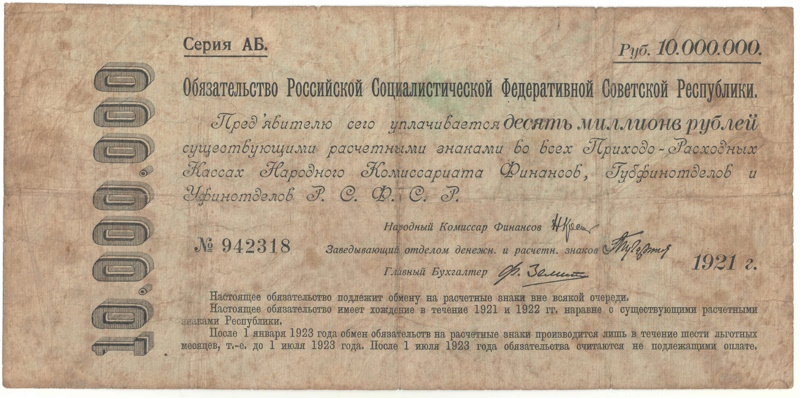 Серия АБ.
Руб. 10.000.000.
10.000.000
Обязательство Российской Социалистической Федеративной Советской Республики.
Пред'явителю сего уплачивается десять миллионв рублей
существующими расчетными знаками во всех Приходо-Расходных
Кассах Народного Комиссариата Финансов, Губфинотделов и
Уфинотделов Р. С. Ф. С. Р.
Народный Комиссар Финансов
№ 942318
Заведывающий отделом денежн. и расчетн. знаков
1921 г.
Главный Бухгалтер
Настоящее обязательство подлежит обмену на расчетные знаки вне всякой очереди.
Настоящее обязательство имеет хождение в течение 1921 и 1922 гг. наравне с существующими расчетными
знаками Республики.
После 1 января 1923 года обмен обязательств на расчетные знаки производится лишь в течение шести льготных
месяцев, т.-е. до 1 июля 1923 года. После 1 июля 1923 года обязательства считаются не подлежащими оплате.